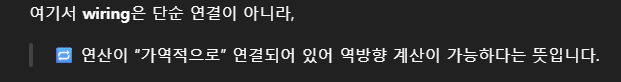 여기서 wiring은 단순 연결이 아니라,
🔁 연산이 “가역적으로” 연결되어 있어 역방향 계산이 가능하다는 뜻입니다.